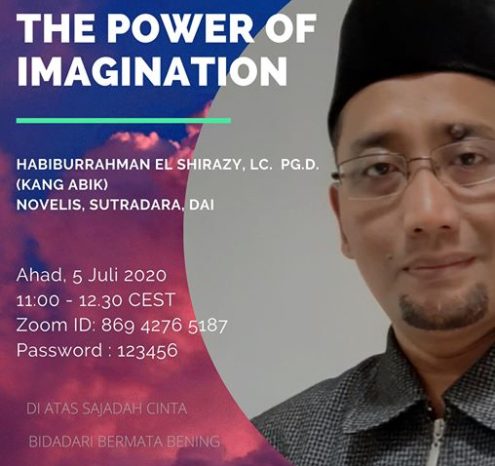 THE POWER OF
IMAGINATION
HABIBURRAHMAN EL SHIRAZY, LC. PG.D.
(KANG ABIK)
NOVELIS, SUTRADARA, DAI
Ahad, 5 Juli 2020
11:00 - 12.30 CEST
Zoom ID: 869 4276 5187
Password : 123456
DI ATAS SAJADAH CINTA
BIDADARI BERMATA BENING